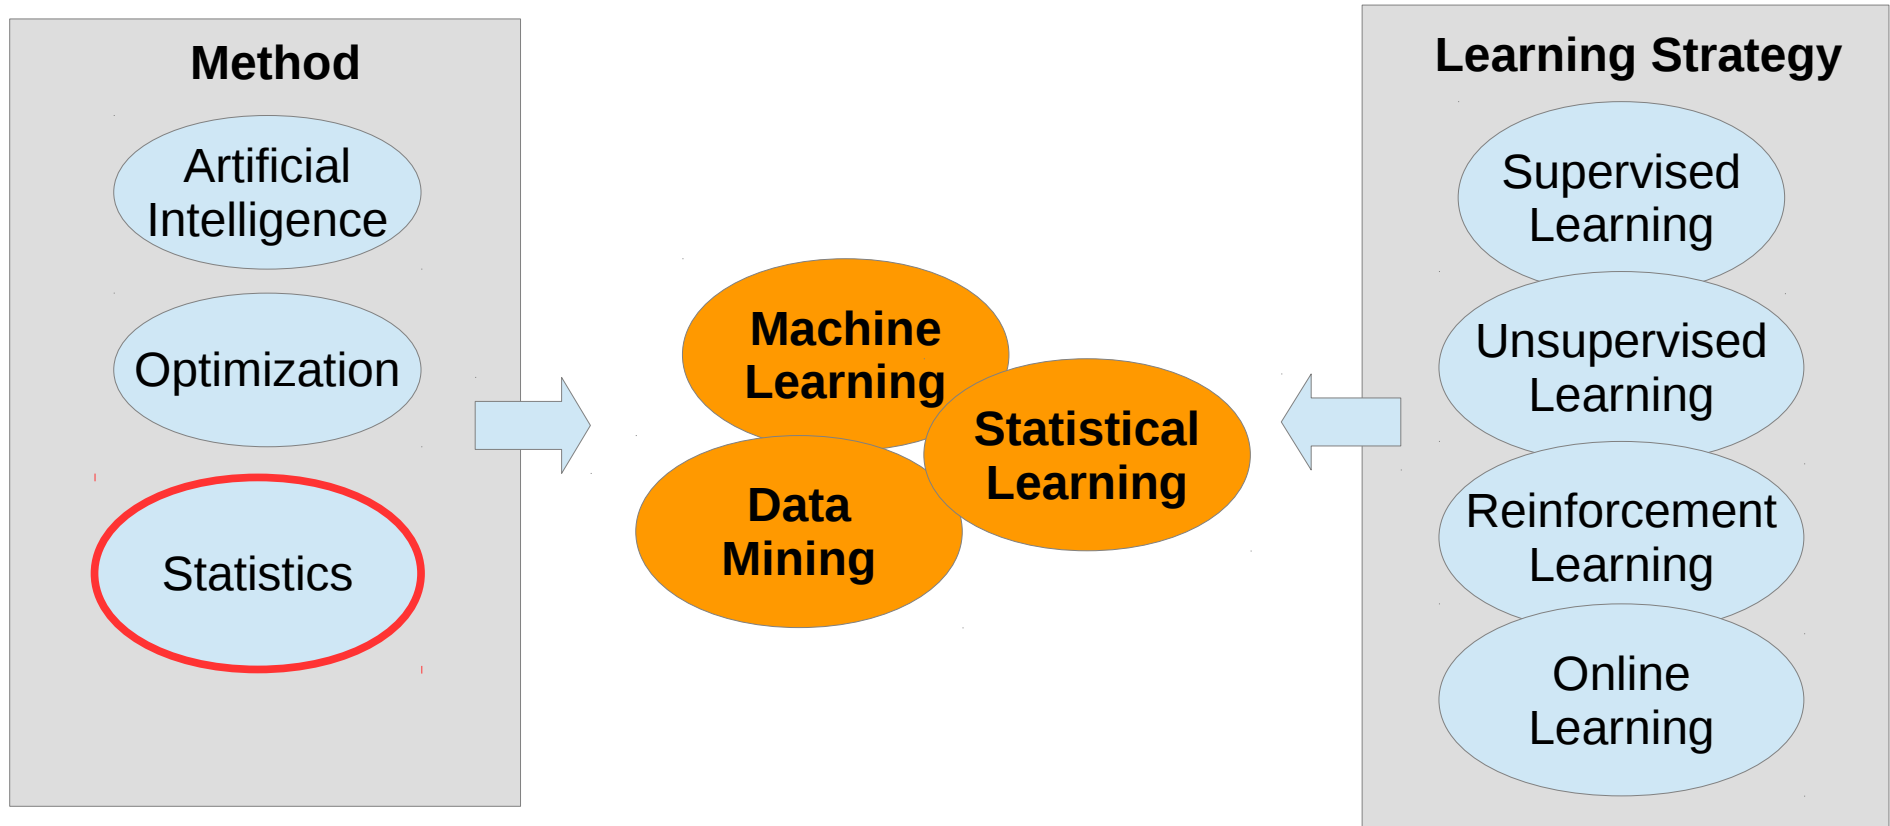 Method
Artificial
Intelligence
Optimization
Statistics
Machine
Learning
Statistical
Learning
Data
Mining
Learning Strategy
Supervised
Learning
Unsupervised
Learning
Reinforcement
Learning
Online
Learning